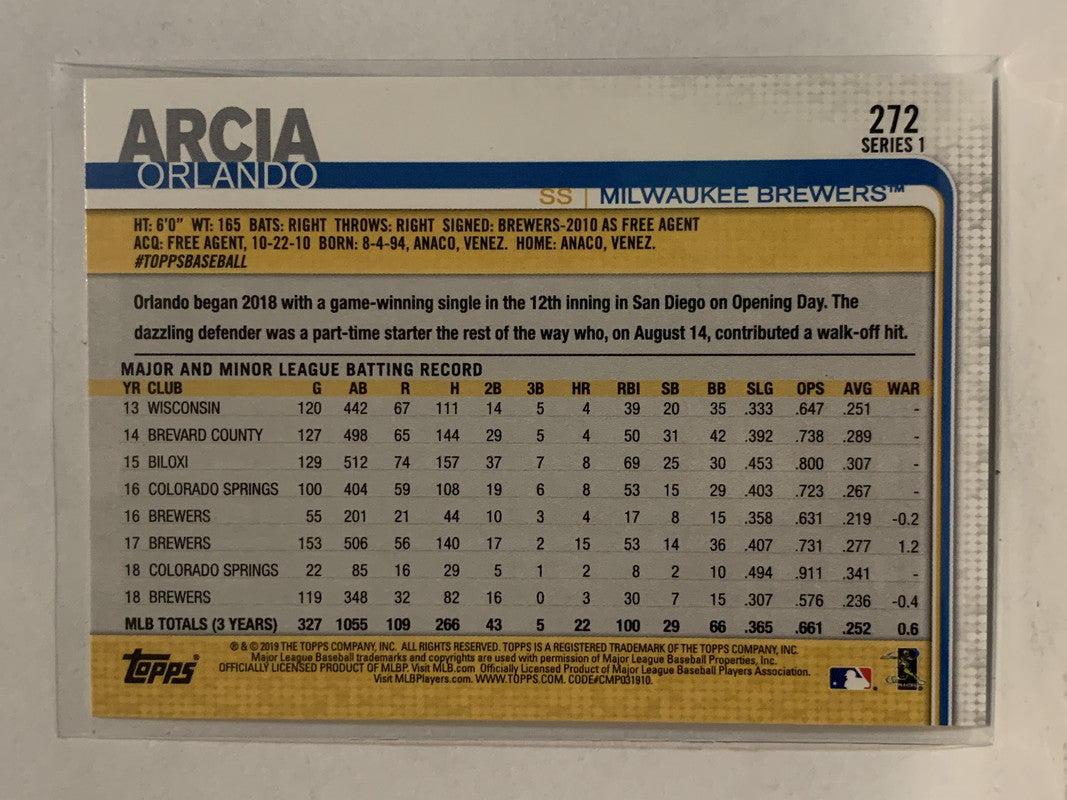 ARCIA
ORLANDO
272
SERIES 1
SS | MILWAUKEE BREWERS™
HT: 6'0" WT: 165 BATS: RIGHT THROWS: RIGHT SIGNED: BREWERS-2010 AS FREE AGENT
ACQ: FREE AGENT, 10-22-10 BORN: 8-4-94, ANACO, VENEZ. HOME: ANACO, VENEZ.
#TOPPSBASEBALL
Orlando began 2018 with a game-winning single in the 12th inning in San Diego on Opening Day. The
dazzling defender was a part-time starter the rest of the way who, on August 14, contributed a walk-off hit.
MAJOR AND MINOR LEAGUE BATTING RECORD
YR CLUB G AB R H 2B 3B HR RBI SB BB SLG OPS AVG WAR
13 WISCONSIN 120 442 67 111 14 5 4 39 20 35 .333 .647 .251 -
14 BREVARD COUNTY 127 498 65 144 29 5 4 50 31 42 .392 .738 .289 -
15 BILOXI 129 512 74 157 37 7 8 69 25 30 .453 .800 .307 -
16 COLORADO SPRINGS 100 404 59 108 19 6 8 53 15 29 .403 .723 .267 -
16 BREWERS 55 201 21 44 10 3 4 17 8 15 .358 .631 .219 -0.2
17 BREWERS 153 506 56 140 17 2 15 53 14 36 .407 .731 .277 1.2
18 COLORADO SPRINGS 22 85 16 29 5 1 2 8 2 10 .494 .911 .341 -
18 BREWERS 119 348 32 82 16 0 3 30 7 15 .307 .576 .236 -0.4
MLB TOTALS (3 YEARS) 327 1055 109 266 43 5 22 100 29 66 .365 .661 .252 0.6
® & © 2019 THE TOPPS COMPANY, INC. ALL RIGHTS RESERVED. TOPPS IS A REGISTERED TRADEMARK OF THE TOPPS COMPANY, INC.
Major League Baseball trademarks and copyrights are used with permission of Major League Baseball Properties, Inc.
OFFICIALLY LICENSED PRODUCT OF MLBP. Visit MLB.com Officially Licensed Product of Major League Baseball Players Association.
Visit MLBPlayers.com. WWW.TOPPS.COM. CODE#CMP031910.
topps®